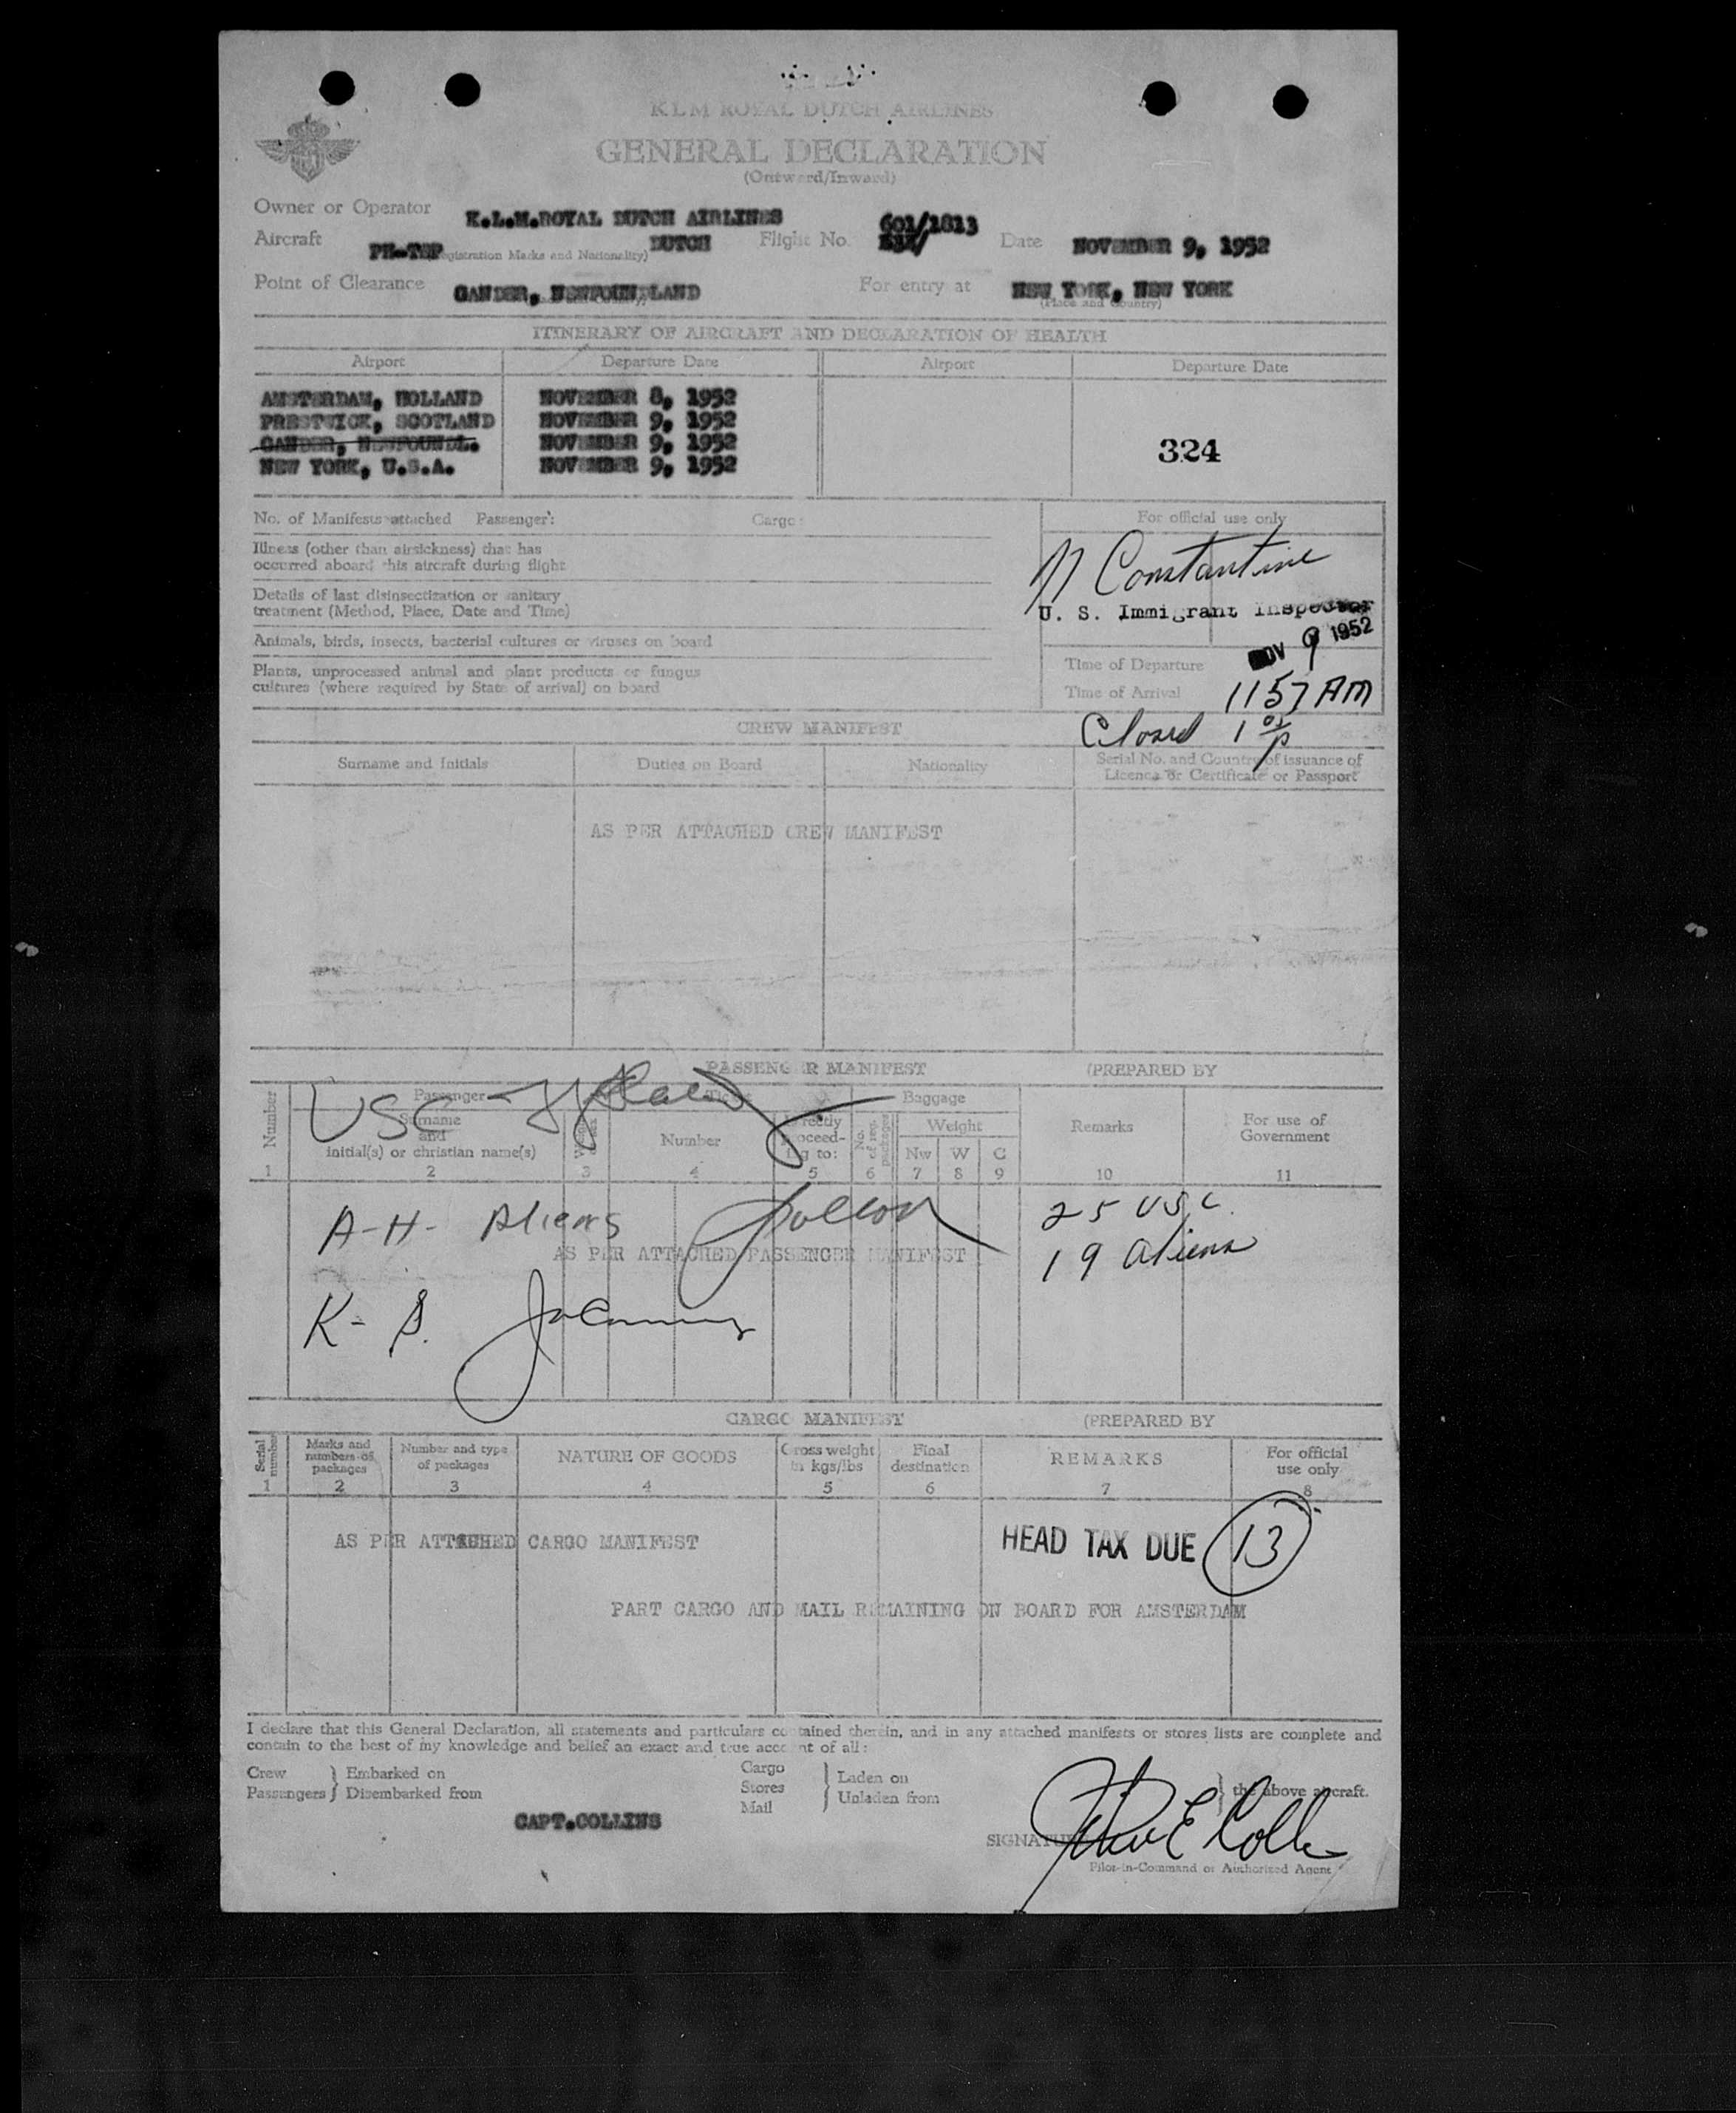 KLM ROYAL DUTCH AIRLINES
GENERAL DECLARATION
(Outward/Inward)
Owner or Operator K.L.M.ROYAL DUTCH AIRLINES 601/1813
Aircraft PH-TEP (Registration Marks and Nationality) DUTCH Flight No. Date NOVEMBER 9, 1952
Point of Clearance GANDER, NEWFOUNDLAND For entry at NEW YORK, NEW YORK
(Place and Country)
ITINERARY OF AIRCRAFT AND DECLARATION OF HEALTH
Airport Departure Date Airport Departure Date
AMSTERDAM, HOLLAND NOVEMBER 8, 1952
PRESTWICK, SCOTLAND NOVEMBER 9, 1952
GANDER, NEWFOUNDL. NOVEMBER 9, 1952
324
NEW YORK, U.S.A. NOVEMBER 9, 1952
No. of Manifests attached Passenger: Cargo:
For official use only
Illness (other than airsickness) that has
occurred aboard this aircraft during flight
N Constantine
Details of last disinsectization or sanitary
treatment (Method, Place, Date and Time)
U. S. Immigrant Inspector
Animals, birds, insects, bacterial cultures or viruses on board
NOV 9 1952
Plants, unprocessed animal and plant products or fungus
cultures (where required by State of arrival) on board
Time of Departure
Time of Arrival 1157 AM
CREW MANIFEST
Closed 1 05 p
Surname and Initials Duties on Board Nationality Serial No. and Country of issuance of
Licence or Certificate or Passport
AS PER ATTACHED CREW MANIFEST
PASSENGER MANIFEST (PREPARED BY
USC
Number Passenger Baggage
Surname
and
initial(s) or christian name(s)
Number
Directly
proceed-
ing to:
No.
of reg.
packages
Weight
Nw W C
Remarks
For use of
Government
1 2 3 4 5 6 7 8 9 10 11
A-H- Aliens
25 USC.
AS PER ATTACHED PASSENGER MANIFEST
19 Aliens
K- S.
CARGO MANIFEST (PREPARED BY
Serial
number
Marks and
numbers of
packages
Number and type
of packages
NATURE OF GOODS
Gross weight
in kgs/lbs
Final
destination
REMARKS
For official
use only
1 2 3 4 5 6 7 8
AS PER ATTACHED CARGO MANIFEST
HEAD TAX DUE 13
PART CARGO AND MAIL REMAINING ON BOARD FOR AMSTERDAM
I declare that this General Declaration, all statements and particulars contained therein, and in any attached manifests or stores lists are complete and
contain to the best of my knowledge and belief an exact and true account of all:
Crew
Passengers
Embarked on
Disembarked from
Cargo
Stores
Mail
Laden on
Unladen from
the above aircraft.
CAPT.COLLINS
SIGNATURE
Pilot-in-Command or Authorized Agent